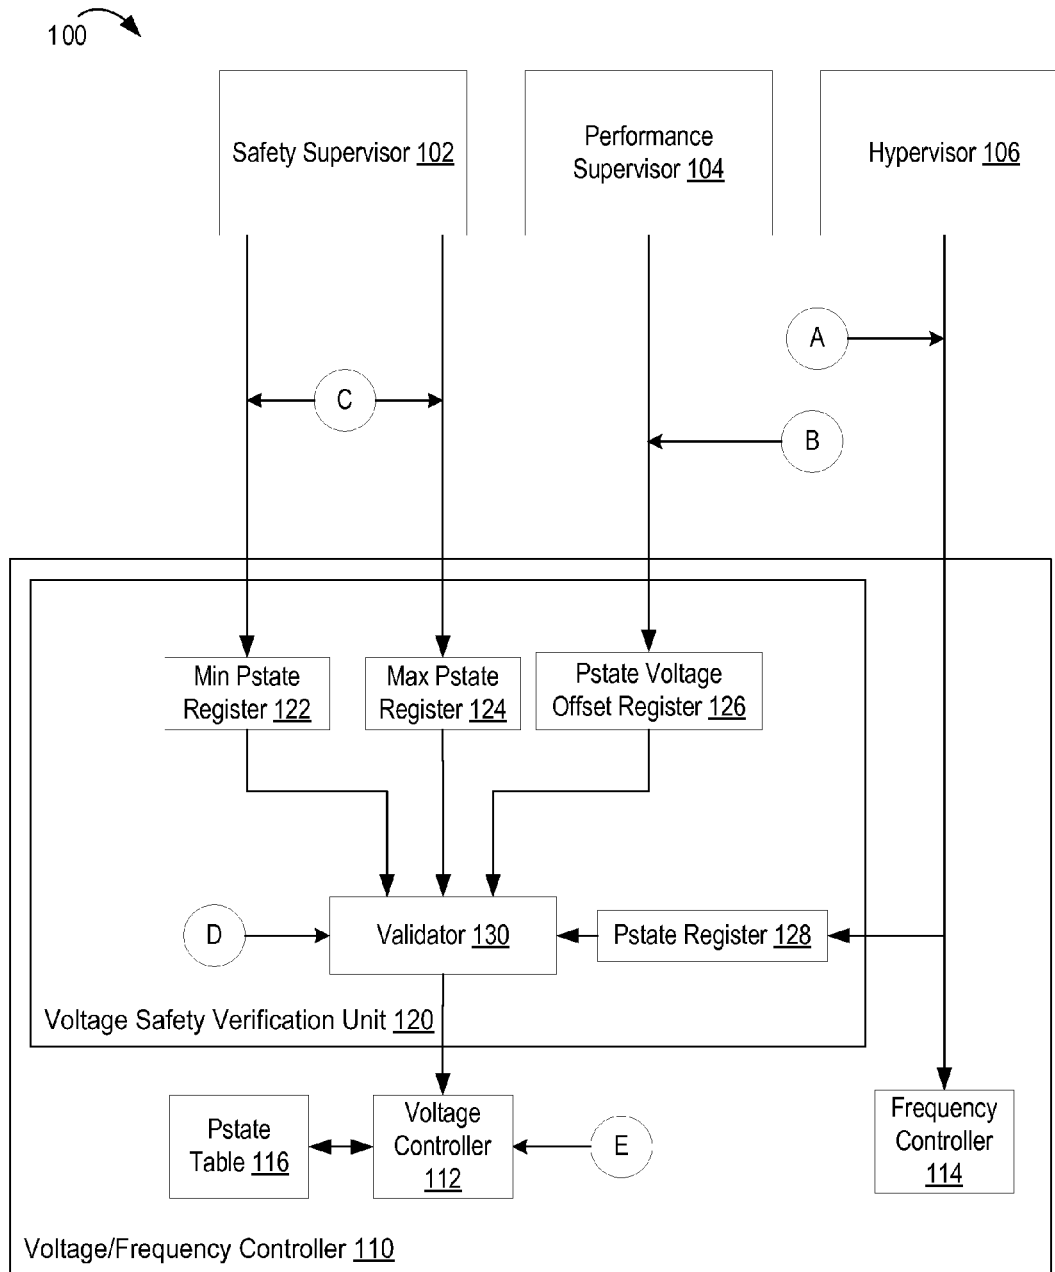 100
Safety Supervisor 102
Performance
Supervisor 104
Hypervisor 106
A
C
B
Min Pstate
Register 122
Max Pstate
Register 124
Pstate Voltage
Offset Register 126
D
Validator 130
Pstate Register 128
Voltage Safety Verification Unit 120
Pstate
Table 116
Voltage
Controller
112
E
Frequency
Controller
114
Voltage/Frequency Controller 110